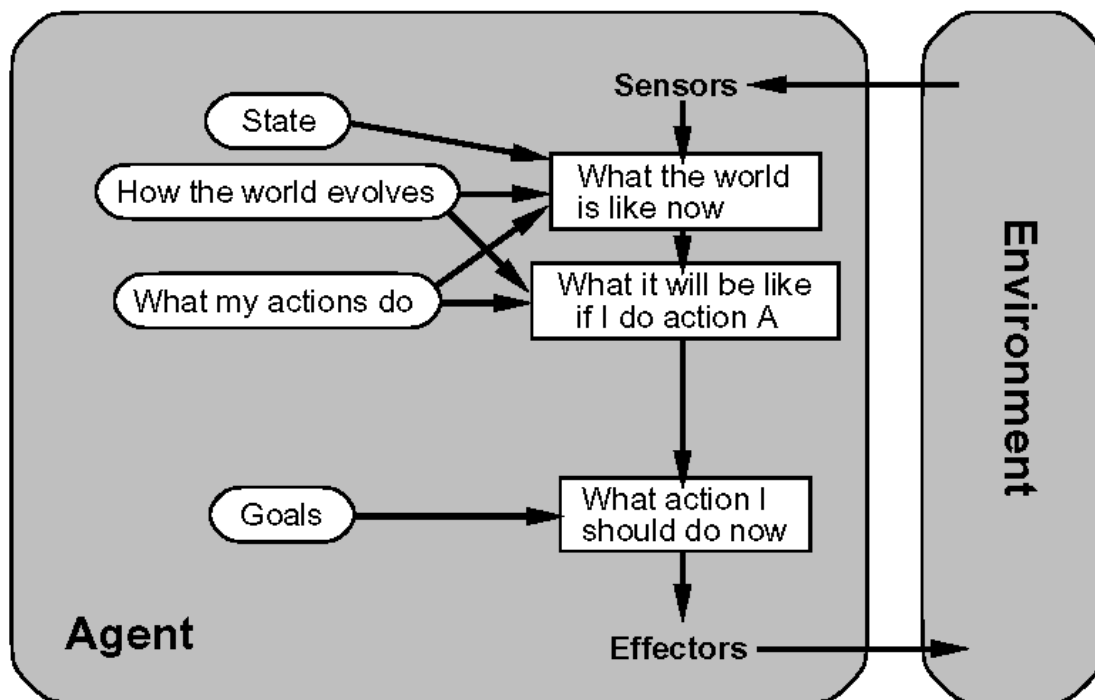 Sensors
State
What the world
is like now
How the world evolves
What my actions do
What it will be like
if I do action A
Goals
What action I
should do now
Effectors
Agent
Environment